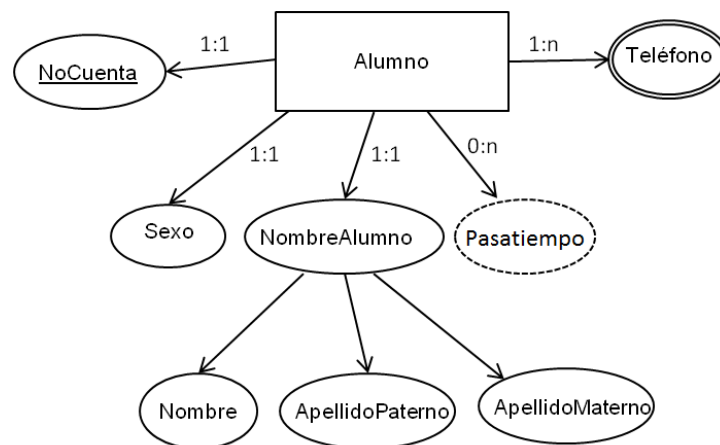 1:1
Alumno
1:n
Teléfono
NoCuenta
1:1
1:1
0:n
Sexo
NombreAlumno
Pasatiempo
Nombre
ApellidoPaterno
ApellidoMaterno